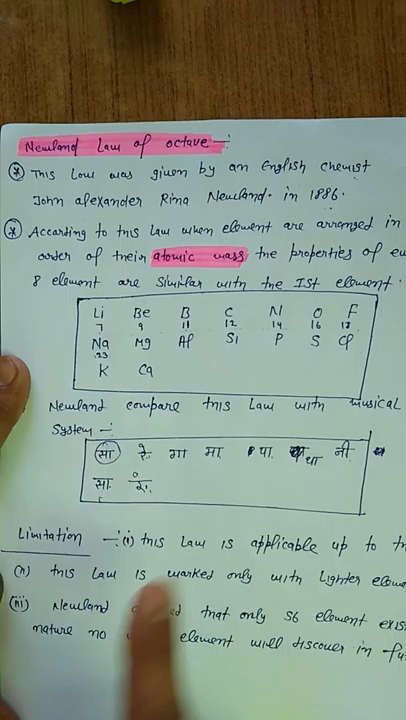 Newland Law of octave -:
This Low was given by an English chemist
John alexander Rina Newland. in 1886.
According to this law when element are arranged in
order of their atomic mass the properties of
8 element are similar with the Ist element.
Li Be B C N O F
7 9 11 12 14 16 18
Na Mg Al Si P S Cl
23
K Ca
Newland compare this Law with musical
System -:
सा रे गा मा पा धा नी
सा रे
Limitation -: (i) this Law is applicable up to
(ii) this Law is marked only with Lighter
(iii) Newland that only 56 element
nature no element will discover in